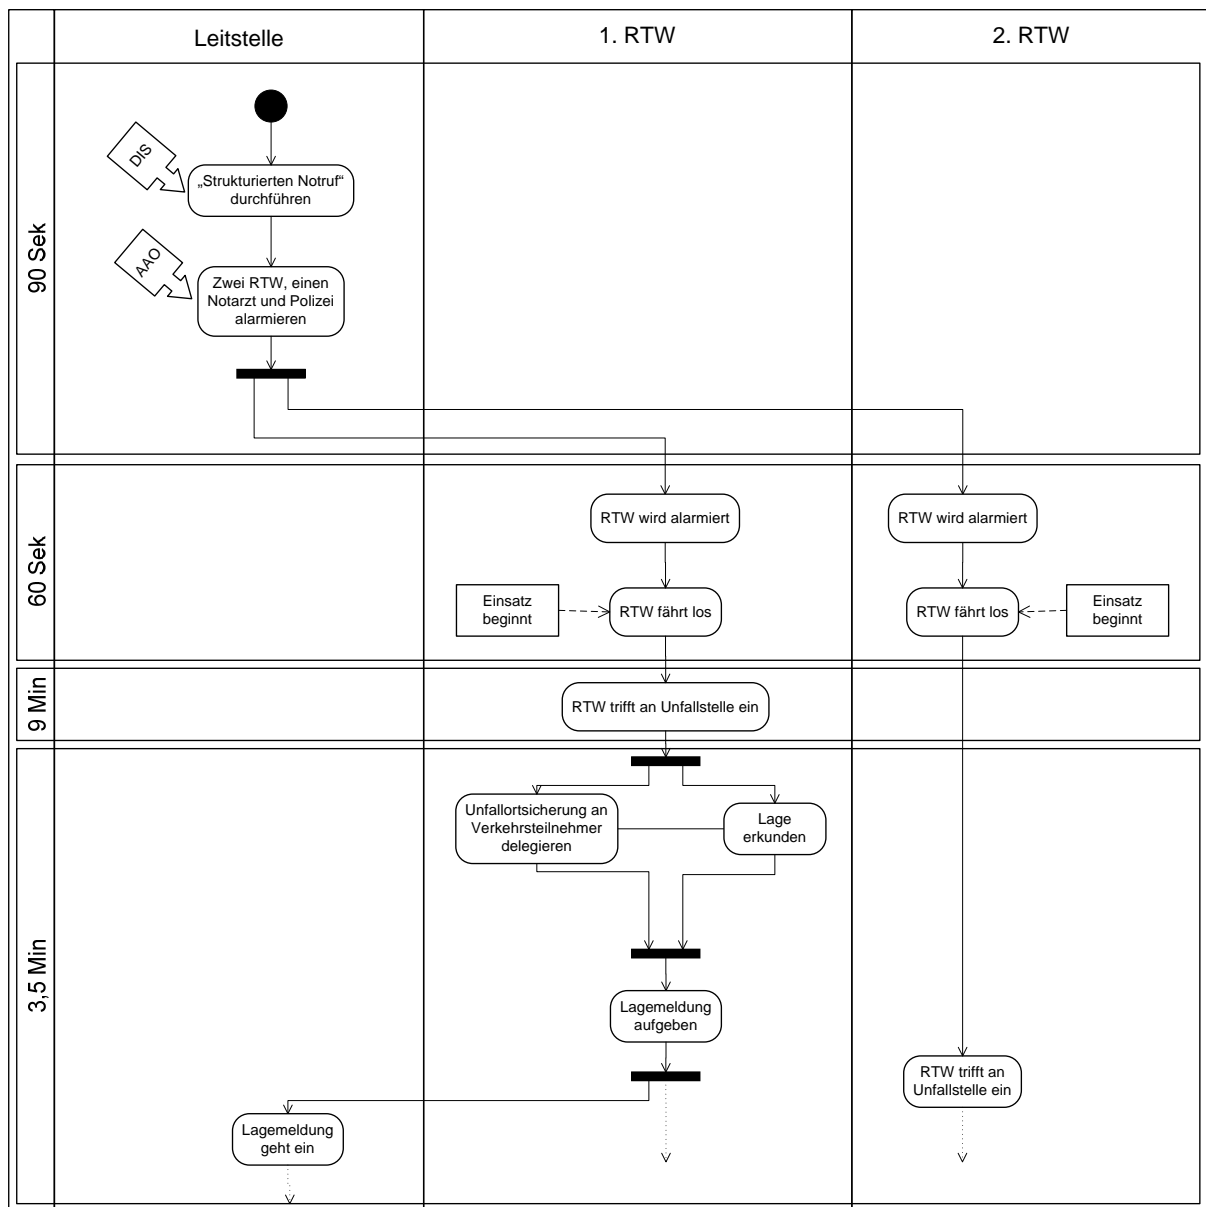 Leitstelle
1. RTW
2. RTW
90 Sek
DIS
„Strukturierten Notruf“
durchführen
AAO
Zwei RTW, einen
Notarzt und Polizei
alarmieren
60 Sek
RTW wird alarmiert
RTW wird alarmiert
Einsatz
beginnt
RTW fährt los
RTW fährt los
Einsatz
beginnt
9 Min
RTW trifft an Unfallstelle ein
3,5 Min
Unfallortsicherung an
Verkehrsteilnehmer
delegieren
Lage
erkunden
Lagemeldung
aufgeben
RTW trifft an
Unfallstelle ein
Lagemeldung
geht ein